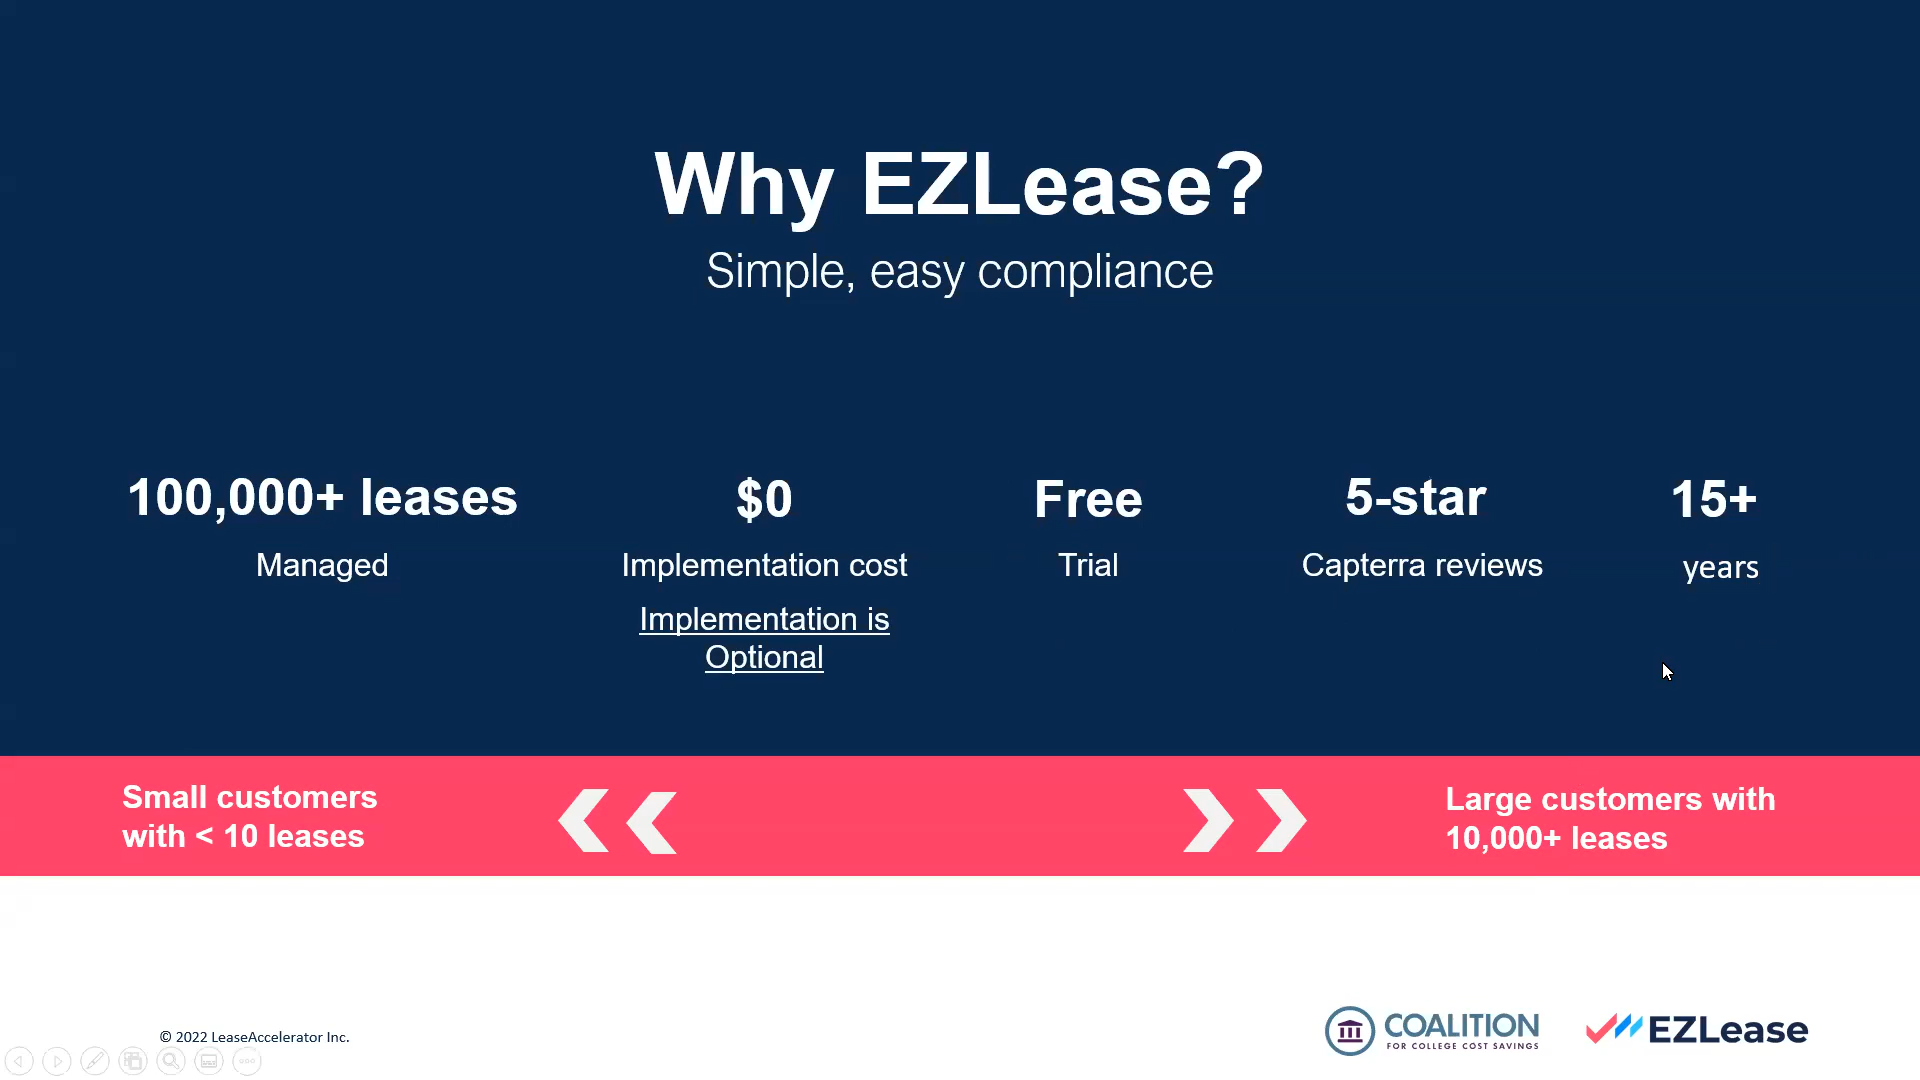 Why EZLease?
Simple, easy compliance
100,000+ leases
Managed
$0
Implementation cost
Implementation is
Optional
Free
Trial
5-star
Capterra reviews
15+
years
Small customers
with < 10 leases
Large customers with
10,000+ leases
© 2022 LeaseAccelerator Inc.
COALITION
FOR COLLEGE COST SAVINGS
EZLease